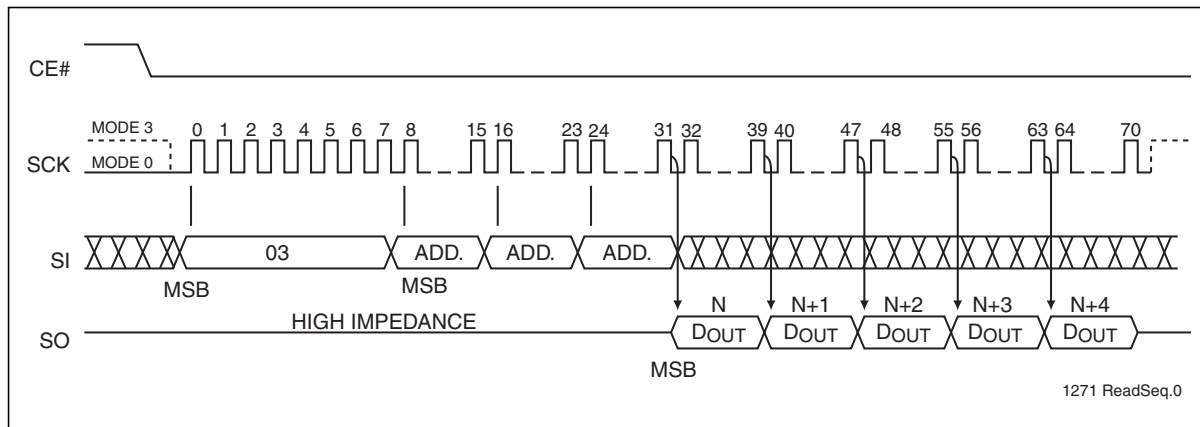 CE#
MODE 3
0 1 2 3 4 5 6 7 8 15 16 23 24 31 32 39 40 47 48 55 56 63 64 70
SCK
MODE 0
SI
03
ADD.
ADD.
ADD.
MSB
MSB
HIGH IMPEDANCE
N
N+1
N+2
N+3
N+4
SO
DOUT
DOUT
DOUT
DOUT
DOUT
MSB
1271 ReadSeq.0